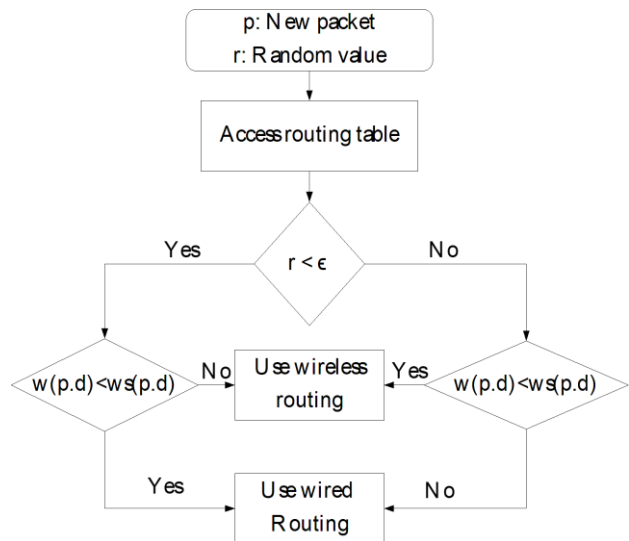 p: New packet
r: Random value
Access routing table
Yes
r < ϵ
No
w(p.d)<ws(p.d)
No
Use wireless
routing
Yes
w(p.d)<ws(p.d)
Yes
Use wired
Routing
No